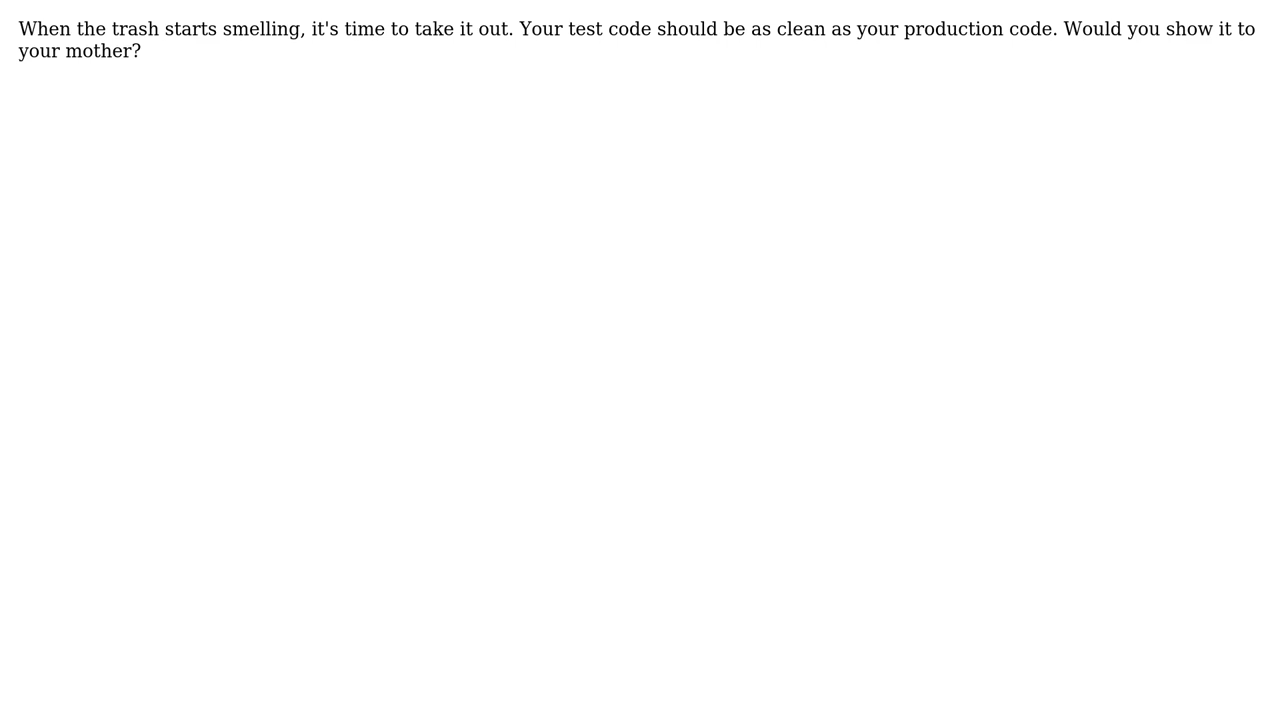 When the trash starts smelling, it's time to take it out. Your test code should be as clean as your production code. Would you show it to
your mother?